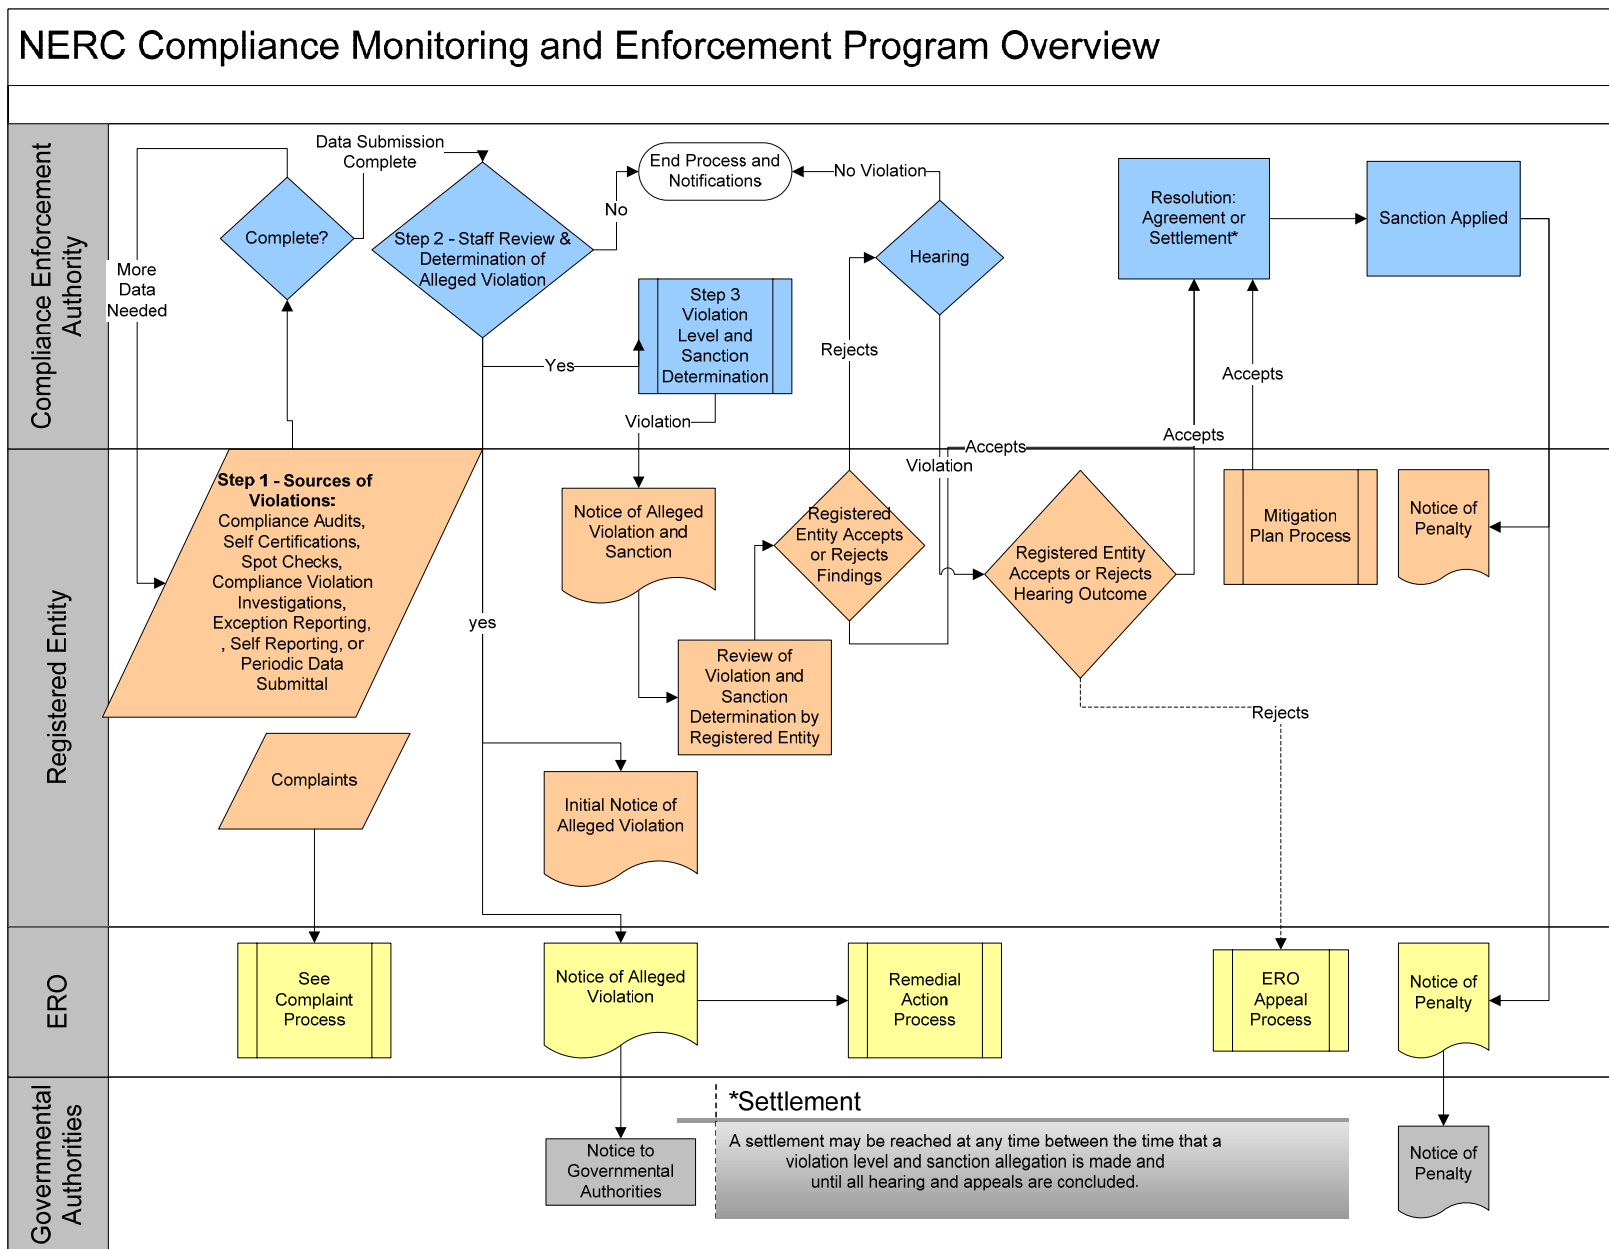 NERC Compliance Monitoring and Enforcement Program Overview
Compliance Enforcement
Authority
Data Submission
Complete
Complete?
More
Data
Needed
Step 2 - Staff Review &
Determination of
Alleged Violation
No
End Process and
Notifications
No Violation
Hearing
Step 3
Violation
Level and
Sanction
Determination
Yes
Violation
Rejects
Resolution:
Agreement or
Settlement*
Sanction Applied
Accepts
Accepts
Accepts
Violation
Registered Entity
Step 1 - Sources of
Violations:
Compliance Audits,
Self Certifications,
Spot Checks,
Compliance Violation
Investigations,
Exception Reporting,
, Self Reporting, or
Periodic Data
Submittal
Complaints
yes
Notice of Alleged
Violation and
Sanction
Review of
Violation and
Sanction
Determination by
Registered Entity
Registered
Entity Accepts
or Rejects
Findings
Registered Entity
Accepts or Rejects
Hearing Outcome
Mitigation
Plan Process
Notice of
Penalty
Rejects
Initial Notice of
Alleged Violation
ERO
See
Complaint
Process
Notice of Alleged
Violation
Remedial
Action
Process
ERO
Appeal
Process
Notice of
Penalty
Governmental
Authorities
Notice to
Governmental
Authorities
*Settlement
A settlement may be reached at any time between the time that a
violation level and sanction allegation is made and
until all hearing and appeals are concluded.
Notice of
Penalty